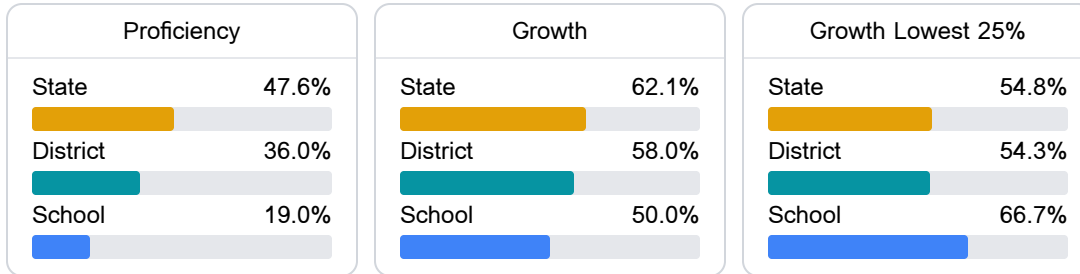 Proficiency
State 47.6%
District 36.0%
School 19.0%
Growth
State 62.1%
District 58.0%
School 50.0%
Growth Lowest 25%
State 54.8%
District 54.3%
School 66.7%